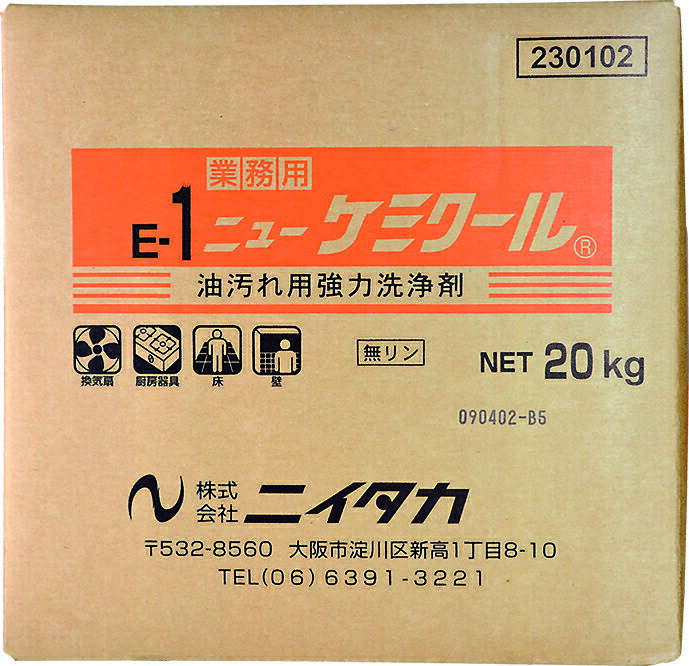 230102
業務用
E-1 ニューケミクール®
油汚れ用強力洗浄剤
換気扇 厨房器具 床 壁
無リン
NET 20 kg
090402-B5
株式会社 ニイタカ
〒532-8560 大阪市淀川区新高1丁目8-10
TEL(06)6391-3221